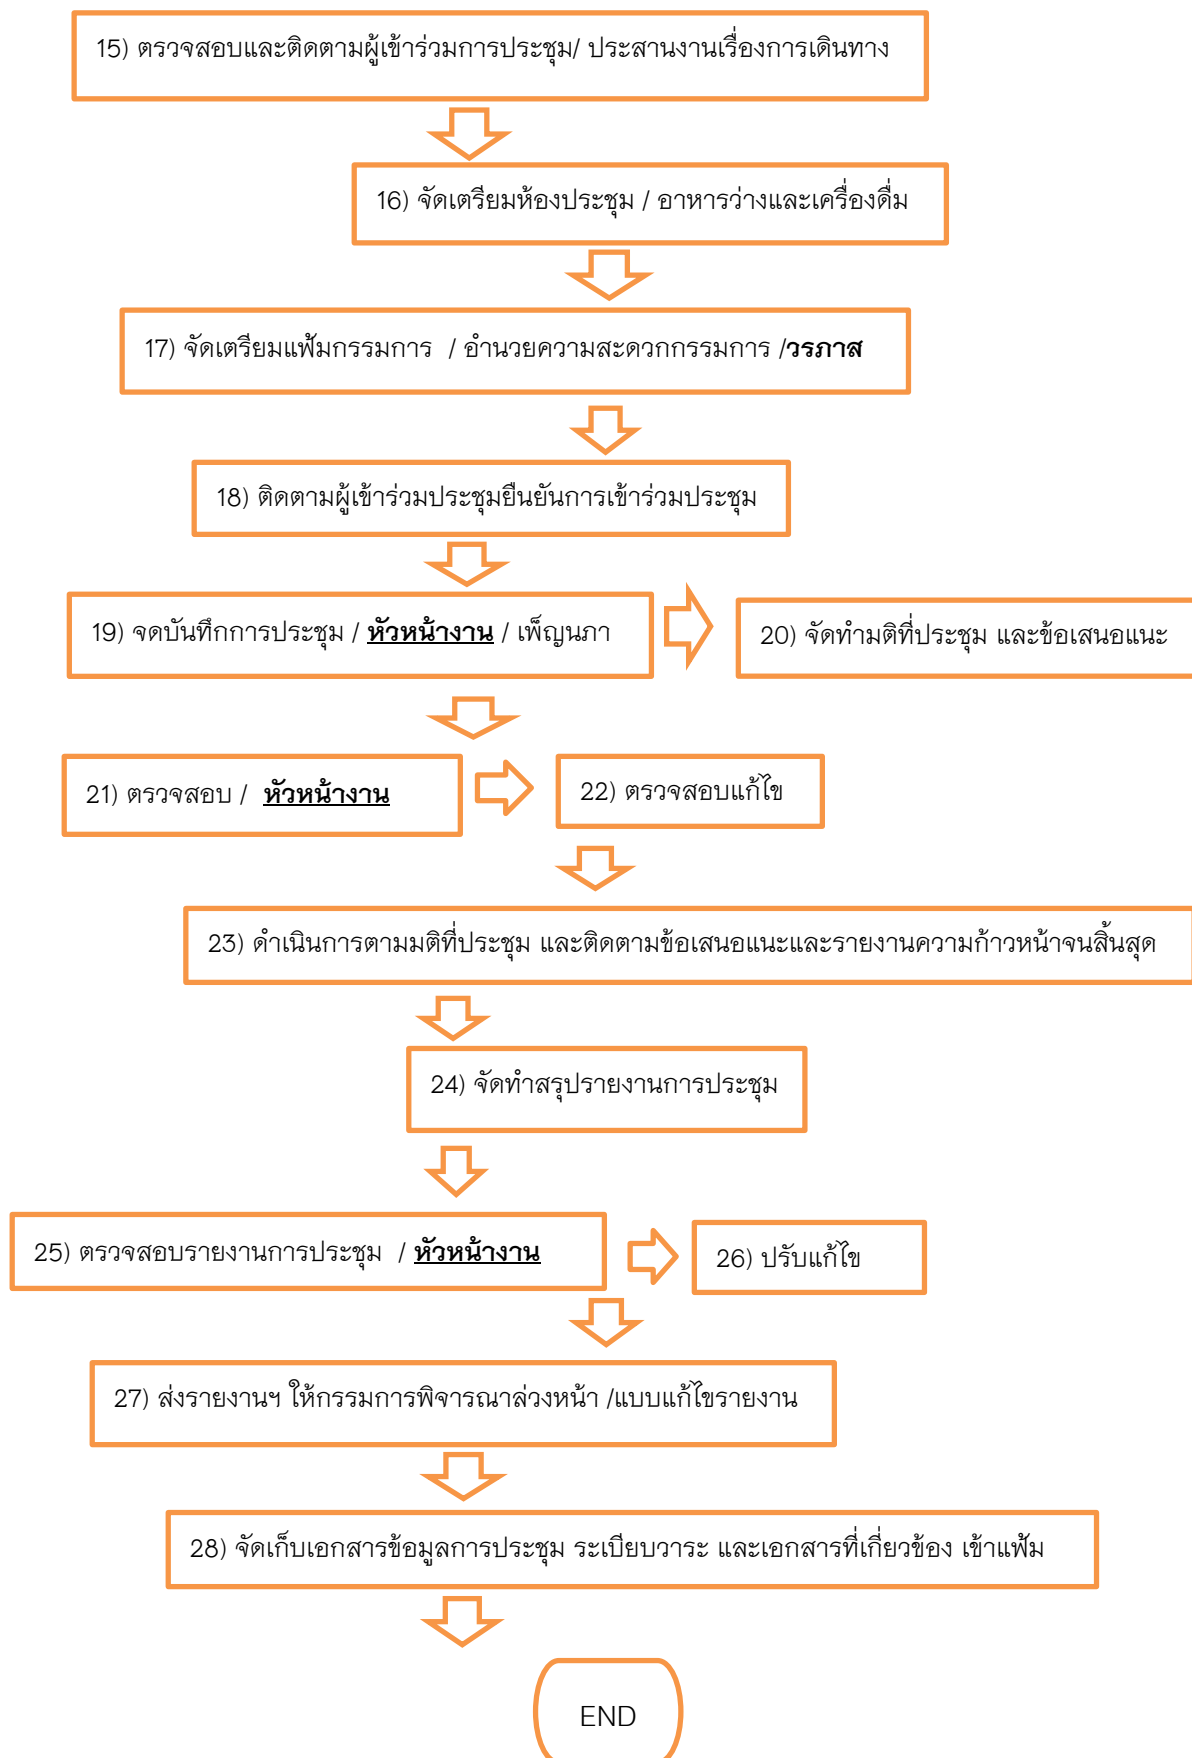 15) ตรวจสอบและติดตามผู้เข้าร่วมการประชุม/ ประสานงานเรื่องการเดินทาง
16) จัดเตรียมห้องประชุม / อาหารว่างและเครื่องดื่ม
17) จัดเตรียมแฟ้มกรรมการ / อำนวยความสะดวกกรรมการ /วรภาส
18) ติดตามผู้เข้าร่วมประชุมยืนยันการเข้าร่วมประชุม
19) จดบันทึกการประชุม / หัวหน้างาน / เพ็ญนภา
20) จัดทำมติที่ประชุม และข้อเสนอแนะ
21) ตรวจสอบ / หัวหน้างาน
22) ตรวจสอบแก้ไข
23) ดำเนินการตามมติที่ประชุม และติดตามข้อเสนอแนะและรายงานความก้าวหน้าจนสิ้นสุด
24) จัดทำสรุปรายงานการประชุม
25) ตรวจสอบรายงานการประชุม / หัวหน้างาน
26) ปรับแก้ไข
27) ส่งรายงานฯ ให้กรรมการพิจารณาล่วงหน้า /แบบแก้ไขรายงาน
28) จัดเก็บเอกสารข้อมูลการประชุม ระเบียบวาระ และเอกสารที่เกี่ยวข้อง เข้าแฟ้ม
END